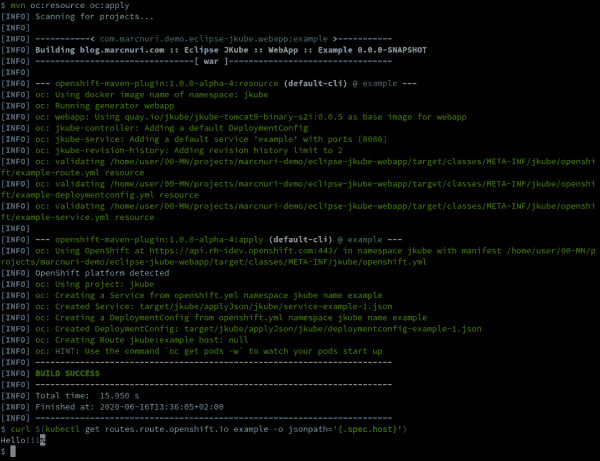 $ mvn oc:resource oc:apply
[INFO] Scanning for projects...
[INFO]
[INFO] -----------< com.marcnuri.demo.eclipse-jkube:example >-----------
[INFO] Building blog.marcnuri.com :: Eclipse JKube :: WebApp :: Example 0.0.0-SNAPSHOT
[INFO] --------------------------------[ war ]---------------------------------
[INFO]
[INFO] --- openshift-maven-plugin:1.0.0-alpha-4:resource (default-cli) @ example ---
[INFO] oc: Using docker image name of namespace: jkube
[INFO] oc: Running generator webapp
[INFO] oc: webapp: Using quay.io/jkube/jkube-tomcat9-binary-s2i:0.0.5 as base image for webapp
[INFO] oc: jkube-controller: Adding a default DeploymentConfig
[INFO] oc: jkube-service: Adding a default service 'example' with ports [8080]
[INFO] oc: jkube-revision-history: Adding revision history limit to 2
[INFO] oc: validating /home/user/00-MN/projects/marcnuri-demo/eclipse-jkube-webapp/target/classes/META-INF/jkube/openshi
ft/example-route.yml resource
[INFO] oc: validating /home/user/00-MN/projects/marcnuri-demo/eclipse-jkube-webapp/target/classes/META-INF/jkube/openshi
ft/example-deploymentconfig.yml resource
[INFO] oc: validating /home/user/00-MN/projects/marcnuri-demo/eclipse-jkube-webapp/target/classes/META-INF/jkube/openshi
ft/example-service.yml resource
[INFO]
[INFO] --- openshift-maven-plugin:1.0.0-alpha-4:apply (default-cli) @ example ---
[INFO] oc: Using OpenShift at https://api.rh-idev.openshift.com:443/ in namespace jkube with manifest /home/user/00-MN/p
rojects/marcnuri-demo/eclipse-jkube-webapp/target/classes/META-INF/jkube/openshift.yml
[INFO] OpenShift platform detected
[INFO] oc: Using project: jkube
[INFO] oc: Creating a Service from openshift.yml namespace jkube name example
[INFO] oc: Created Service: target/jkube/applyJson/jkube/service-example-1.json
[INFO] oc: Creating a DeploymentConfig from openshift.yml namespace jkube name example
[INFO] oc: Created DeploymentConfig: target/jkube/applyJson/jkube/deploymentconfig-example-1.json
[INFO] oc: Creating Route jkube:example host: null
[INFO] oc: HINT: Use the command `oc get pods -w` to watch your pods start up
[INFO] ------------------------------------------------------------------------
[INFO] BUILD SUCCESS
[INFO] ------------------------------------------------------------------------
[INFO] Total time:  15.950 s
[INFO] Finished at: 2020-06-16T13:36:05+02:00
[INFO] ------------------------------------------------------------------------
$ curl $(kubectl get routes.route.openshift.io example -o jsonpath='{.spec.host}')
Hello!!!%
$